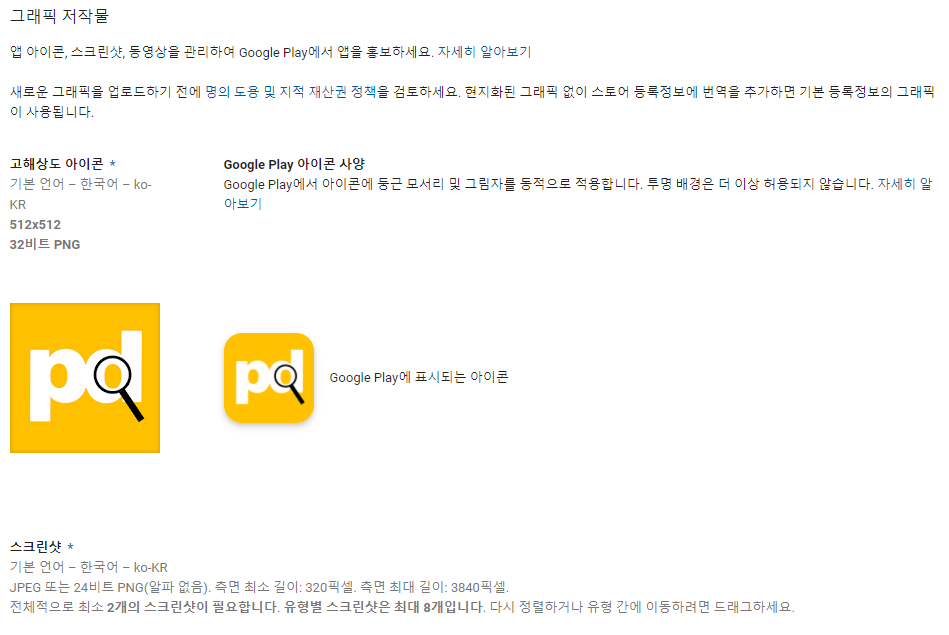 그래픽 저작물
앱 아이콘, 스크린샷, 동영상을 관리하여 Google Play에서 앱을 홍보하세요. 자세히 알아보기
새로운 그래픽을 업로드하기 전에 명의 도용 및 지적 재산권 정책을 검토하세요. 현지화된 그래픽 없이 스토어 등록정보에 번역을 추가하면 기본 등록정보의 그래픽
이 사용됩니다.
고해상도 아이콘 *
기본 언어 – 한국어 – ko-
KR
512x512
32비트 PNG
Google Play 아이콘 사양
Google Play에서 아이콘에 둥근 모서리 및 그림자를 동적으로 적용합니다. 투명 배경은 더 이상 허용되지 않습니다. 자세히 알
아보기
pd
pd
Google Play에 표시되는 아이콘
스크린샷 *
기본 언어 – 한국어 – ko-KR
JPEG 또는 24비트 PNG(알파 없음). 측면 최소 길이: 320픽셀. 측면 최대 길이: 3840픽셀.
전체적으로 최소 2개의 스크린샷이 필요합니다. 유형별 스크린샷은 최대 8개입니다. 다시 정렬하거나 유형 간에 이동하려면 드래그하세요.